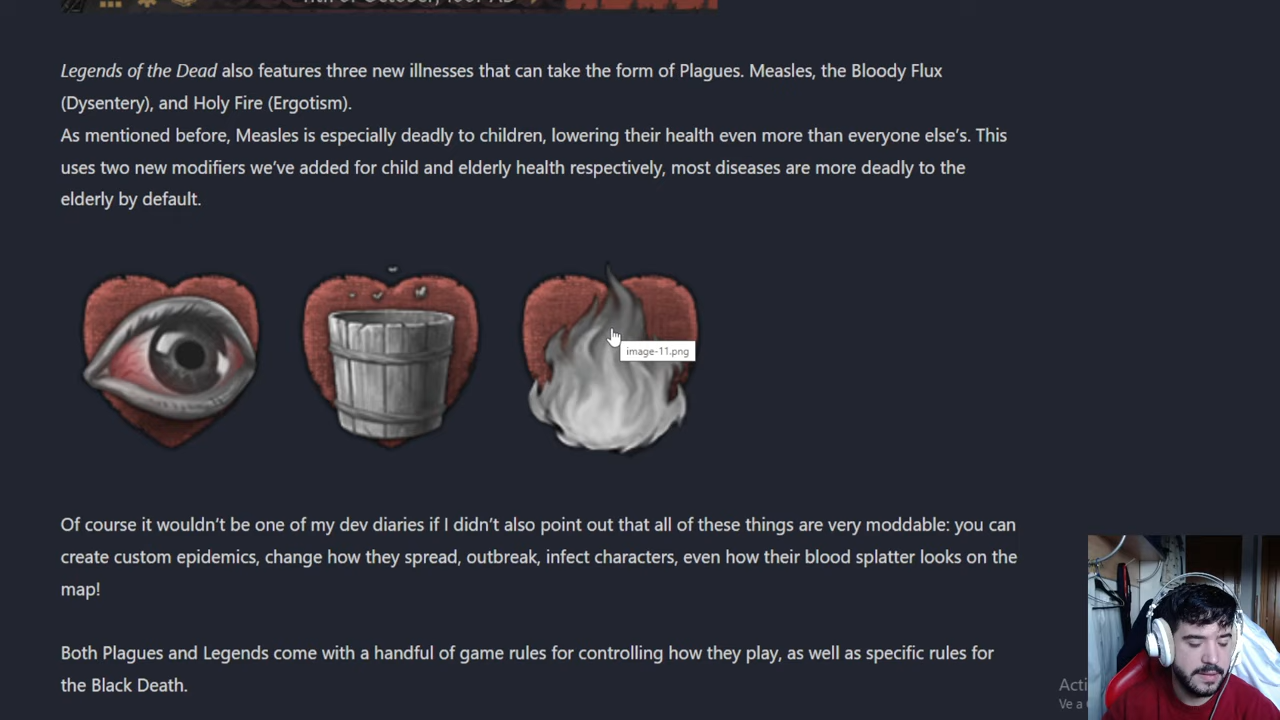 Legends of the Dead also features three new illnesses that can take the form of Plagues. Measles, the Bloody Flux
(Dysentery), and Holy Fire (Ergotism).
As mentioned before, Measles is especially deadly to children, lowering their health even more than everyone else’s. This
uses two new modifiers we’ve added for child and elderly health respectively, most diseases are more deadly to the
elderly by default.
image-11.png
Of course it wouldn’t be one of my dev diaries if I didn’t also point out that all of these things are very moddable: you can
create custom epidemics, change how they spread, outbreak, infect characters, even how their blood splatter looks on the
map!
Both Plagues and Legends come with a handful of game rules for controlling how they play, as well as specific rules for
the Black Death.
Acti
Ve a